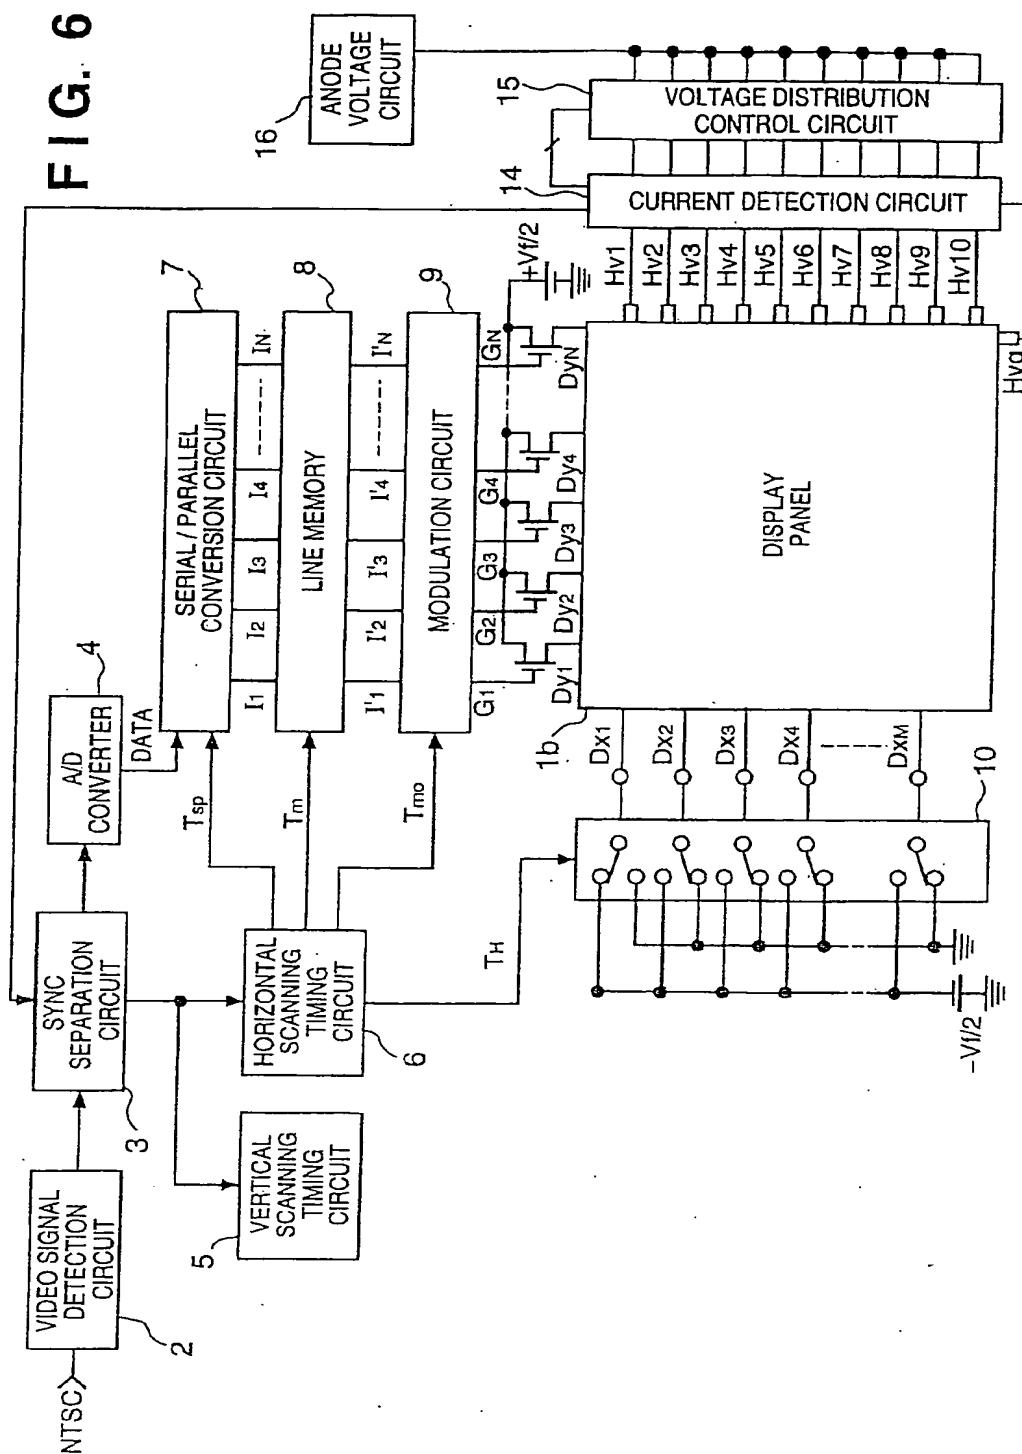 FIG. 6
NTSC
VIDEO SIGNAL
DETECTION
CIRCUIT
2
SYNC
SEPARATION
CIRCUIT
3
A/D
CONVERTER
4
DATA
VERTICAL
SCANNING
TIMING
CIRCUIT
5
HORIZONTAL
SCANNING
TIMING
CIRCUIT
6
Tsp
Tm
Tmo
TH
SERIAL / PARALLEL
CONVERSION CIRCUIT
7
I1 I2 I3 I4 IN
LINE MEMORY
8
I'1 I'2 I'3 I'4 I'N
MODULATION CIRCUIT
9
G1 G2 G3 G4 GN
+Vf/2
Dy1 Dy2 Dy3 Dy4 DyN
1b
DISPLAY
PANEL
Dx1
Dx2
Dx3
Dx4
DxM
10
-Vf/2
Hv1
Hv2
Hv3
Hv4
Hv5
Hv6
Hv7
Hv8
Hv9
Hv10
Hva
CURRENT DETECTION CIRCUIT
14
VOLTAGE DISTRIBUTION
CONTROL CIRCUIT
15
ANODE
VOLTAGE
CIRCUIT
16